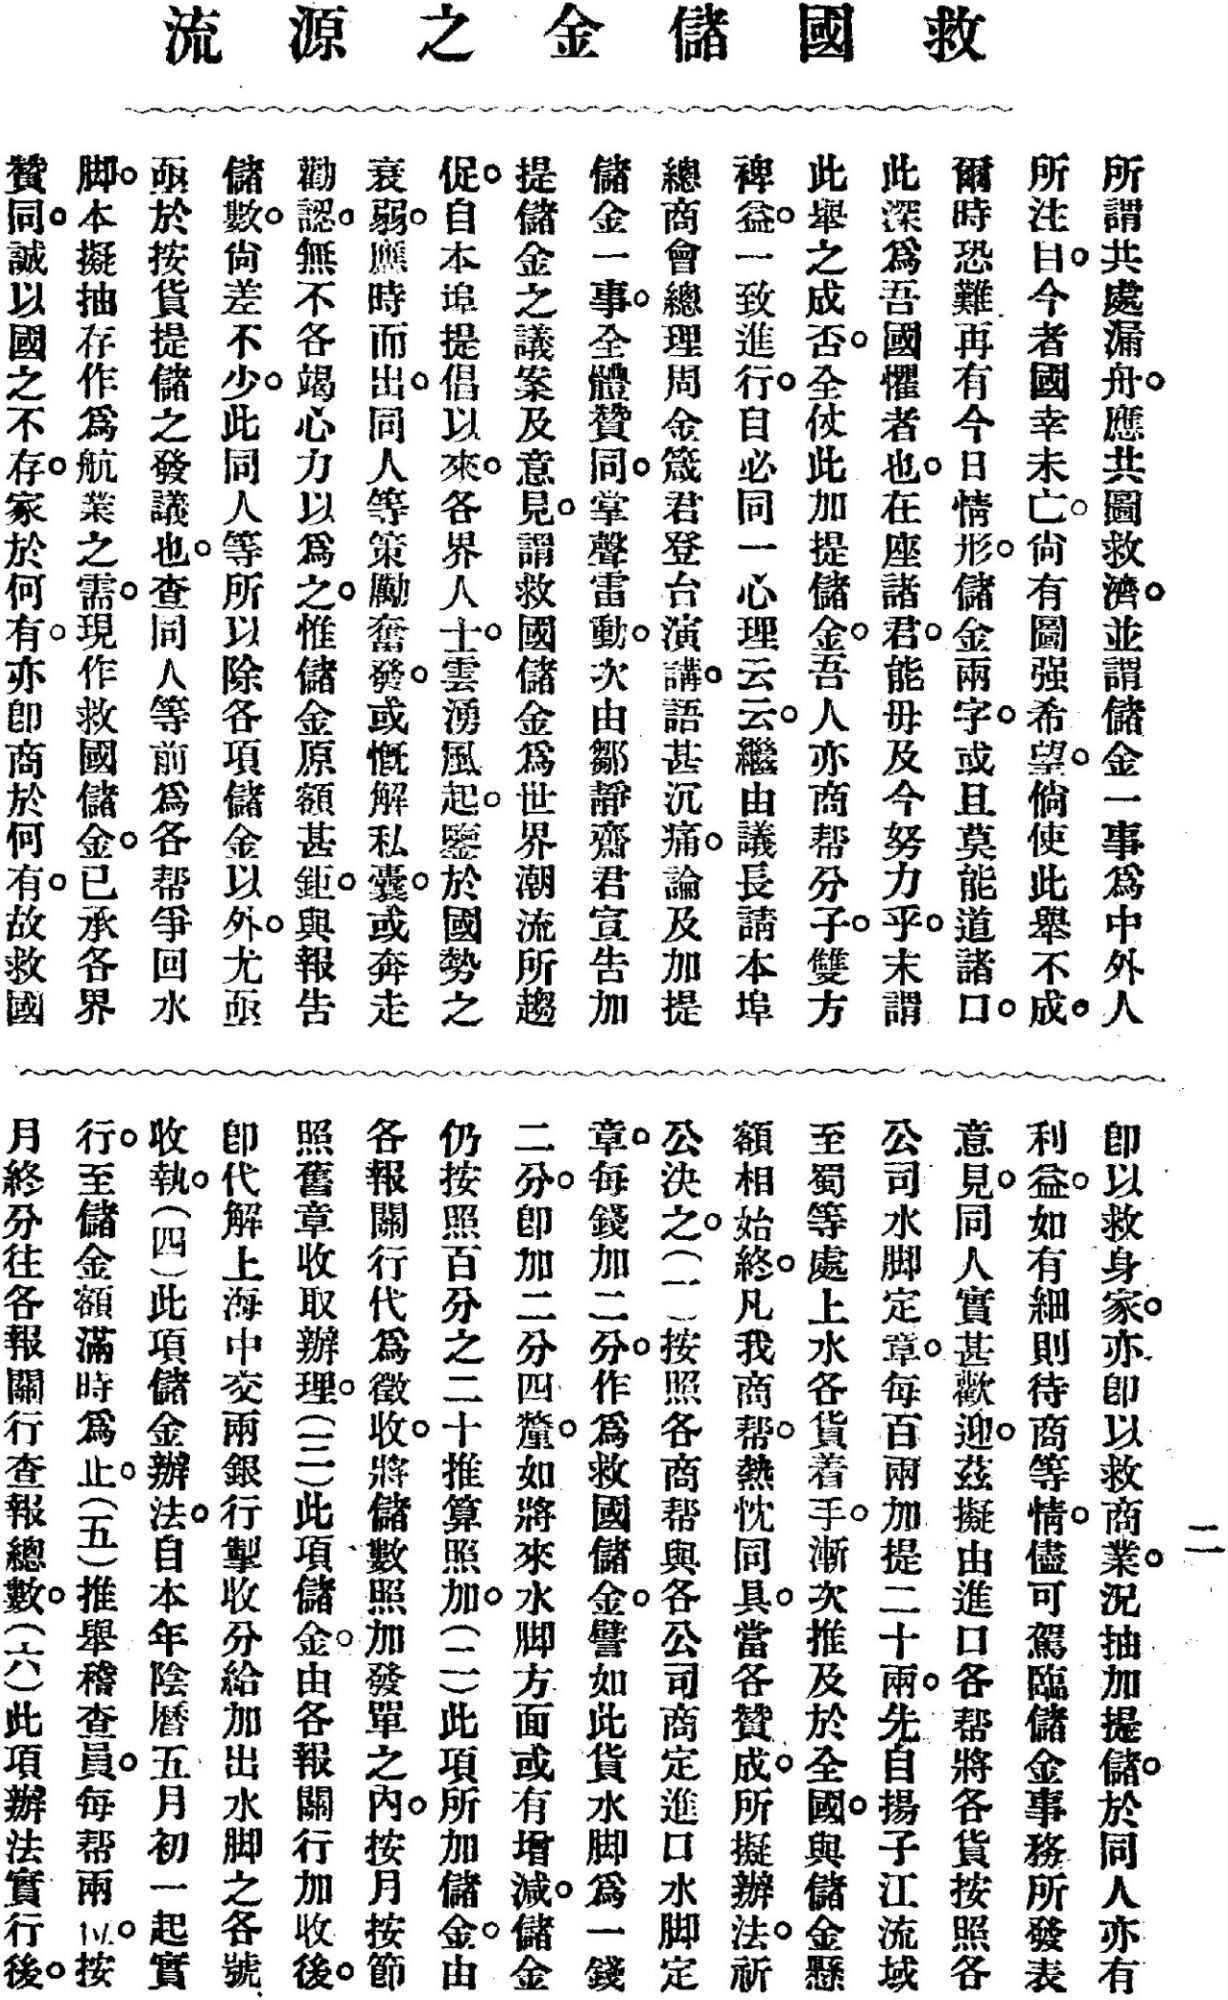 救國儲金之源流
所謂共處漏舟。應共圖救濟。並謂儲金一事爲中外人
所注目。今者國幸未亡。尙有圖强希望。倘使此舉不成。
爾時恐難再有今日情形。儲金兩字。或且莫能道諸口。
此深爲吾國懼者也。在座諸君。能毋及今努力乎。末謂
此舉之成否。全仗此加提儲金。吾人亦商帮分子。雙方
裨益。一致進行。自必同一心理云云。繼由議長請本埠
總商會總理周金箴君登台演講。語甚沉痛。論及加提
儲金一事。全體贊同。掌聲雷動。次由鄒靜齋君宣告加
提儲金之議案及意見。謂救國儲金爲世界潮流所趨
促。自本埠提倡以來。各界人士。雲湧風起。鑒於國勢之
衰弱。應時而出。同人等策勵奮發。或慨解私囊。或奔走
勸認。無不各竭心力以爲之。惟儲金原額甚鉅。與報告
儲數。尙差不少。此同人等所以除各項儲金以外。尤亟
亟於按貨提儲之發議也。查同人等前爲各帮爭回水
脚。本擬抽存作爲航業之需。現作救國儲金。已承各界
贊同。誠以國之不存。家於何有。亦卽商於何有。故救國
卽以救身家。亦卽以救商業。況抽加提儲。於同人亦有
利益。如有細則待商等情。儘可駕臨儲金事務所發表
意見。同人實甚歡迎。茲擬由進口各帮將各貨按照各
公司水脚定章。每百兩加提二十兩。先自揚子江流域
至蜀等處上水各貨着手。漸次推及於全國。與儲金懸
額相始終。凡我商帮。熱忱同具。當各贊成。所擬辦法。祈
公決之。(一)按照各商帮與各公司商定進口水脚定
章。每錢加二分。作爲救國儲金。譬如此貨水脚爲一錢
二分。卽加二分四釐。如將來水脚方面或有增減。儲金
仍按照百分之二十推算照加。(二)此項所加儲金。由
各報關行代爲徵收。將儲數照加發單之內。按月按節
照舊章收取辦理。(三)此項儲金。由各報關行加收後。
卽代解上海中交兩銀行掣收分給加出水脚之各號
收執。(四)此項儲金辦法。自本年陰曆五月初一起實
行。至儲金額滿時爲止。(五)推舉稽查員。每帮兩以。按
月終分往各報關行查報總數。(六)此項辦法實行後。
二